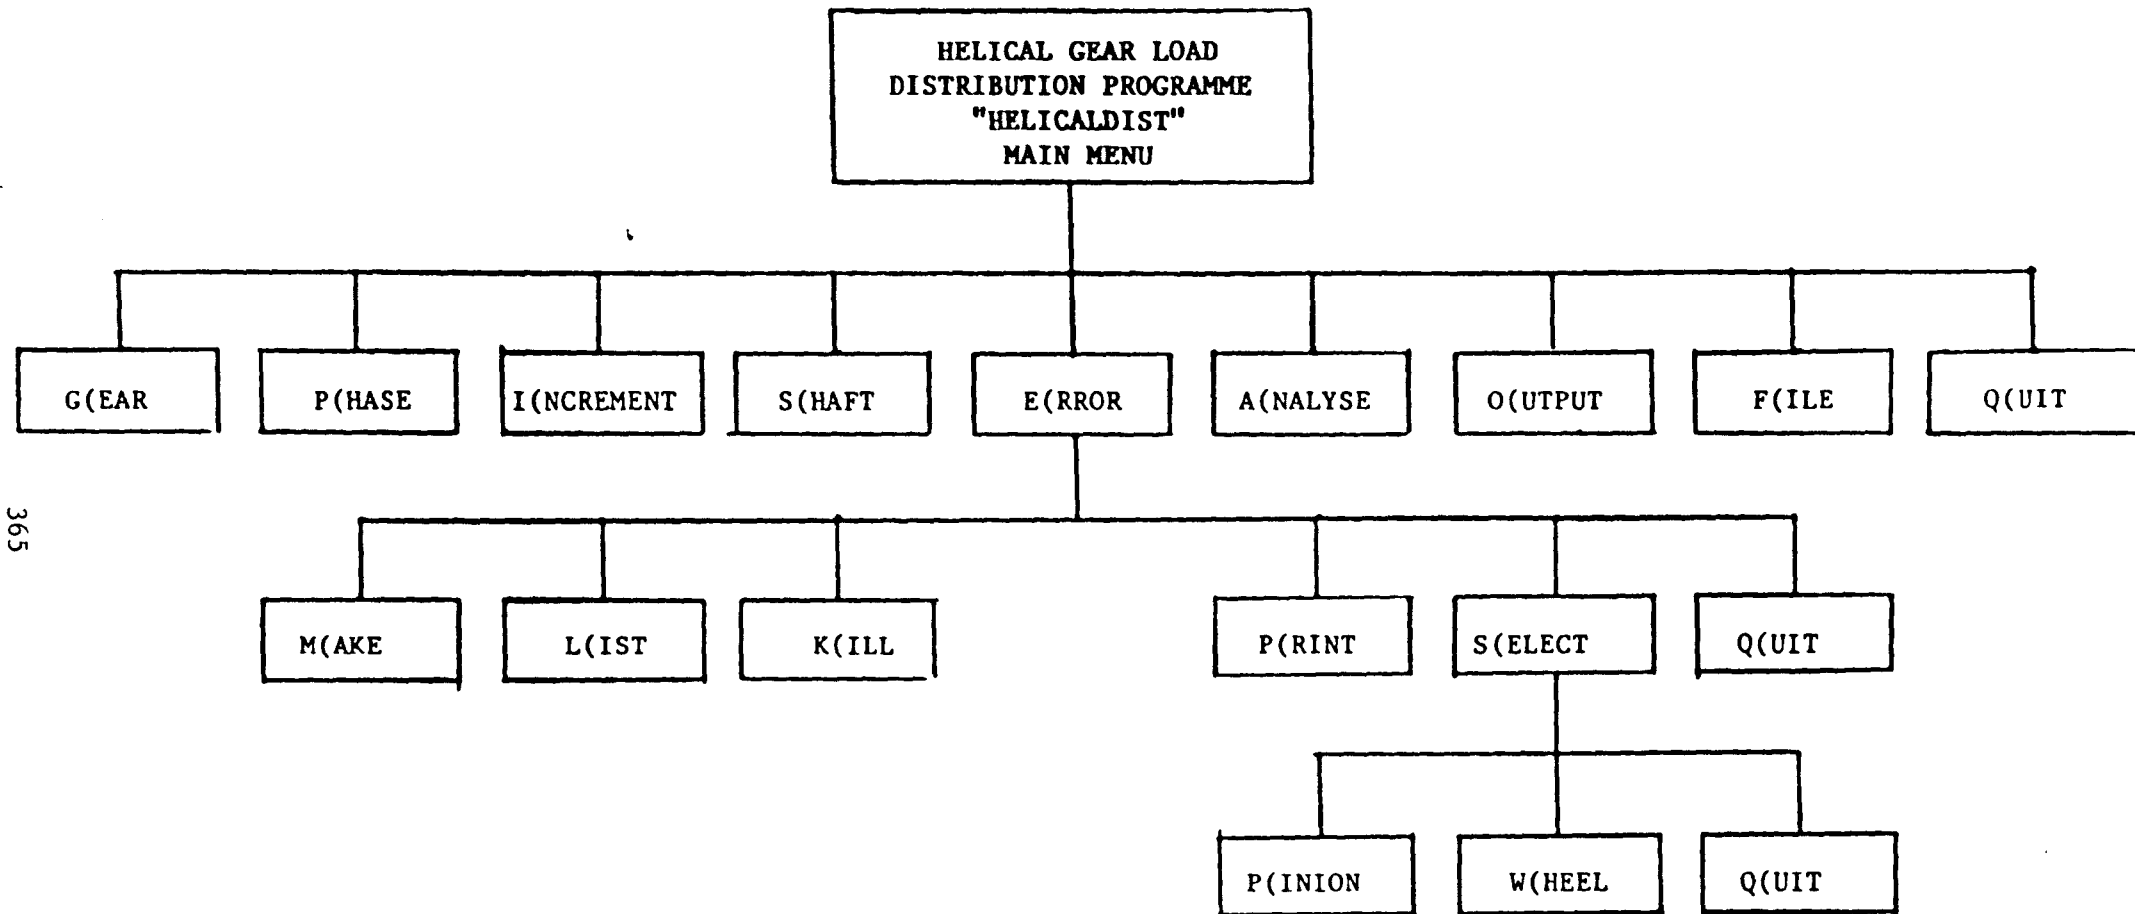 HELICAL GEAR LOAD
DISTRIBUTION PROGRAMME
"HELICALDIST"
MAIN MENU
G(EAR
P(HASE
I(NCREMENT
S(HAFT
E(RROR
A(NALYSE
O(UTPUT
F(ILE
Q(UIT
M(AKE
L(IST
K(ILL
P(RINT
S(ELECT
Q(UIT
P(INION
W(HEEL
Q(UIT
365